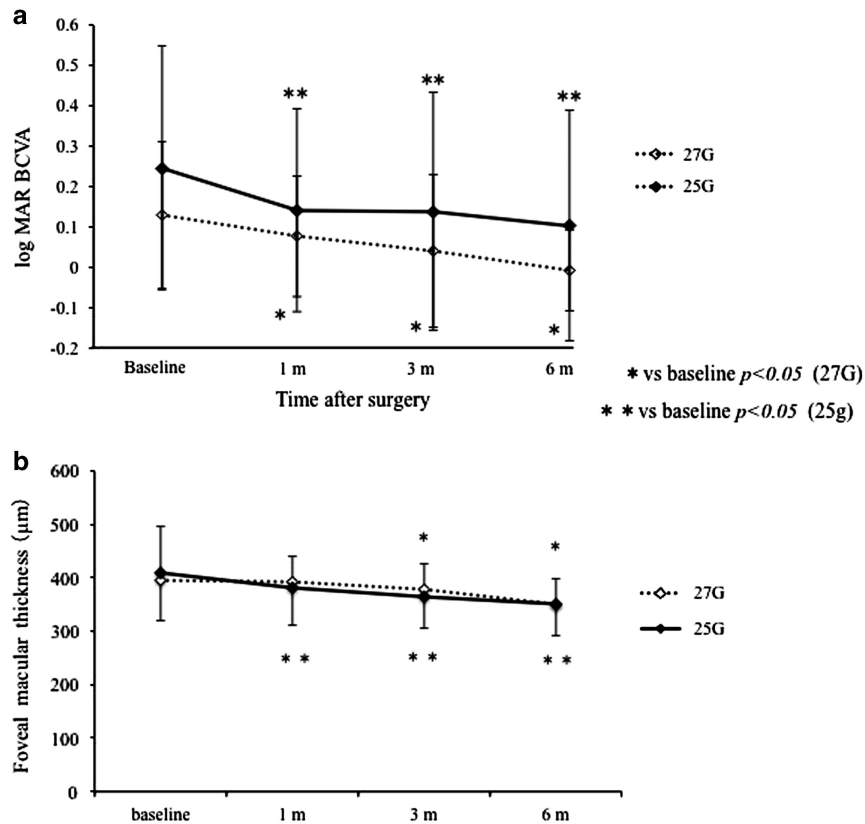 a
0.6
0.5
0.4
0.3
0.2
0.1
0
-0.1
-0.2
log MAR BCVA
** ** **
* * *
27G
25G
Baseline 1 m 3 m 6 m
Time after surgery
* vs baseline p<0.05 (27G)
* * vs baseline p<0.05 (25g)
b
600
500
400
300
200
100
0
Foveal macular thickness (μm)
* *
* * * * * *
27G
25G
baseline 1 m 3 m 6 m